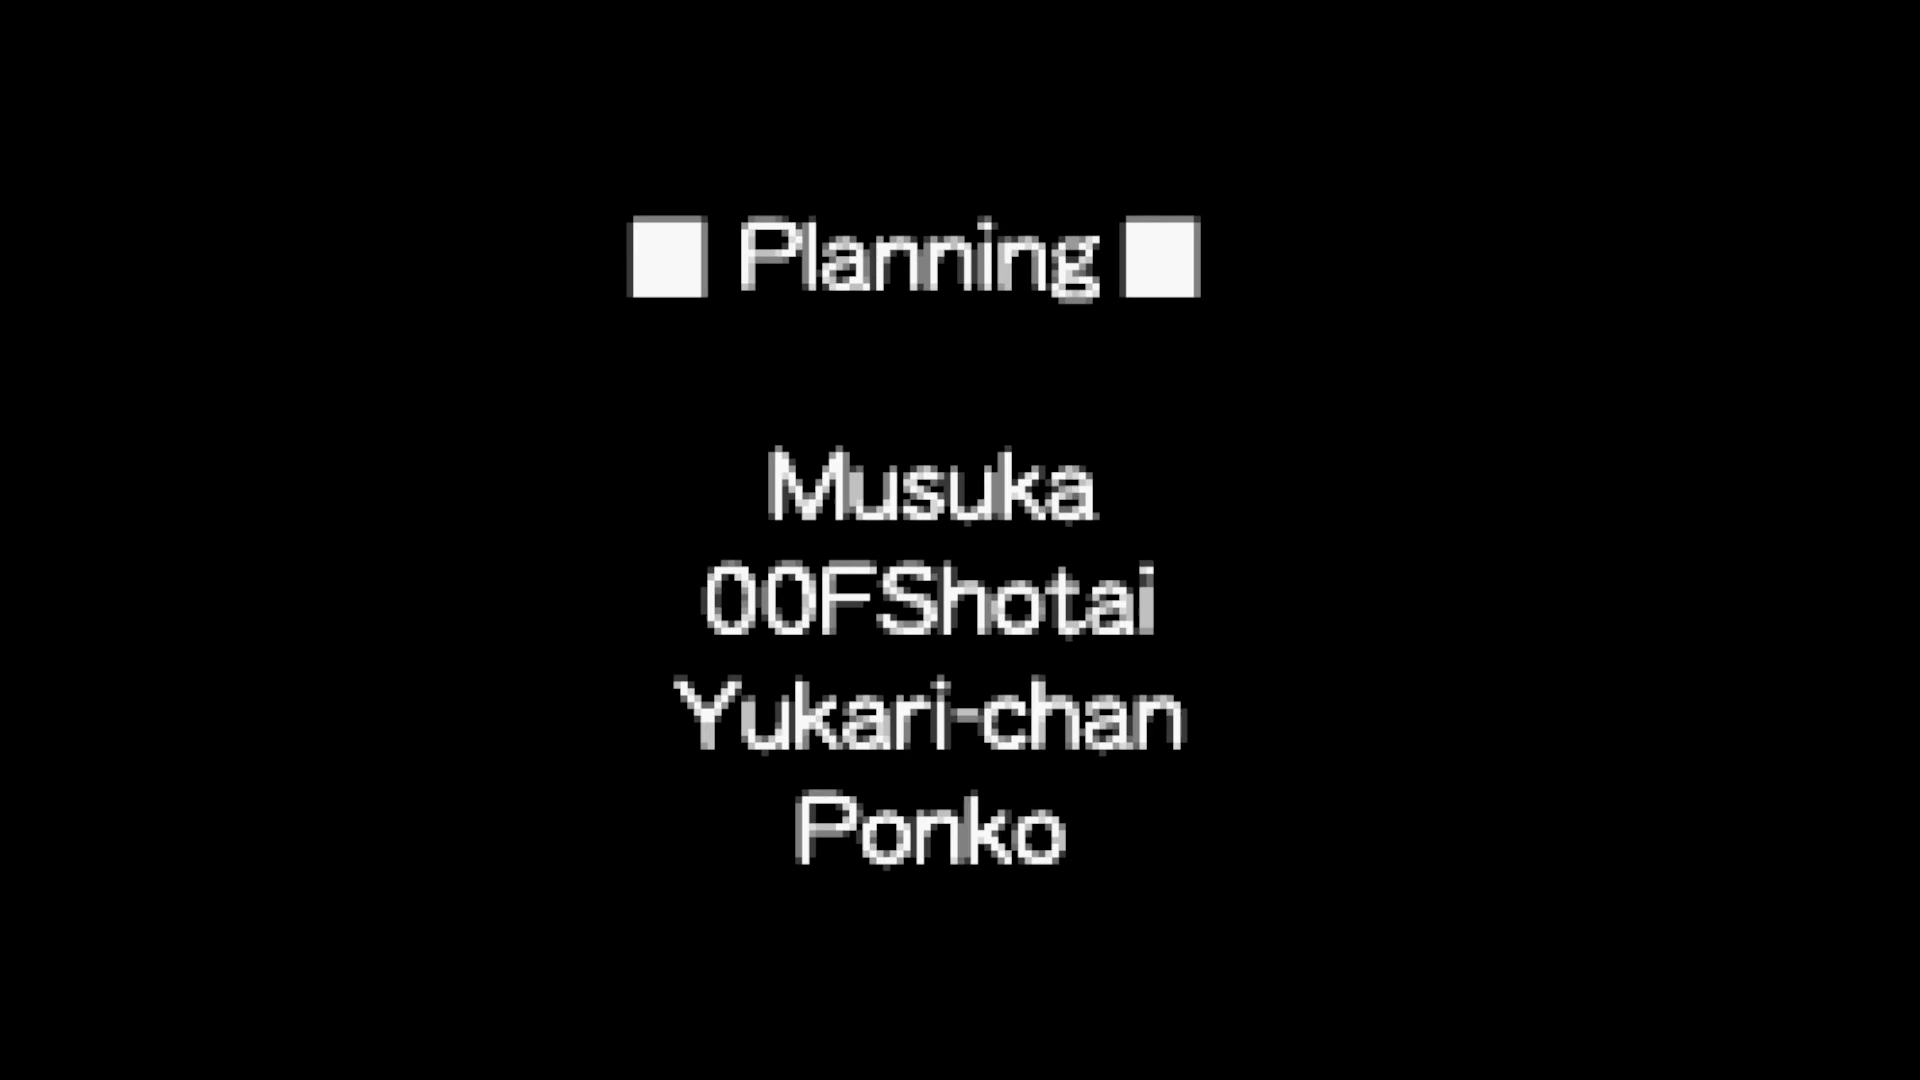 ■ Planning ■
Musuka
00FShotai
Yukari-chan
Ponko